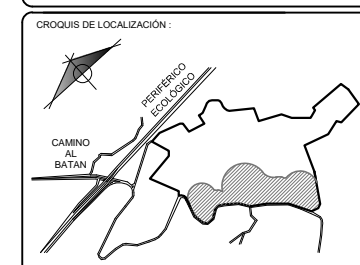 CROQUIS DE LOCALIZACIÓN :
PERIFÉRICO
ECOLÓGICO
CAMINO
AL
BATAN